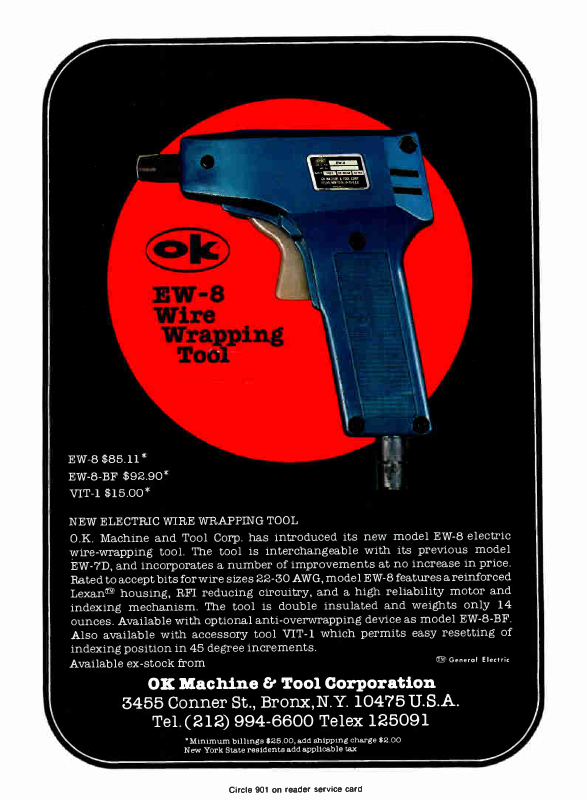 EW-8
ok
EW-8
Wire
Wrapping
Tool
EW-8 $85.11*
EW-8-BF $92.90*
VIT-1 $15.00*
NEW ELECTRIC WIRE WRAPPING TOOL
O.K. Machine and Tool Corp. has introduced its new model EW-8 electric
wire-wrapping tool. The tool is interchangeable with its previous model
EW-7D, and incorporates a number of improvements at no increase in price.
Rated to accept bits for wire sizes 22-30 AWG, model EW-8 features a reinforced
Lexan™ housing, RFI reducing circuitry, and a high reliability motor and
indexing mechanism. The tool is double insulated and weights only 14
ounces. Available with optional anti-overwrapping device as model EW-8-BF.
Also available with accessory tool VIT-1 which permits easy resetting of
indexing position in 45 degree increments.
Available ex-stock from
™ General Electric
OK Machine & Tool Corporation
3455 Conner St., Bronx, N.Y. 10475 U.S.A.
Tel. (212) 994-6600 Telex 125091
*Minimum billings $25.00, add shipping charge $2.00
New York State residents add applicable tax
Circle 901 on reader service card